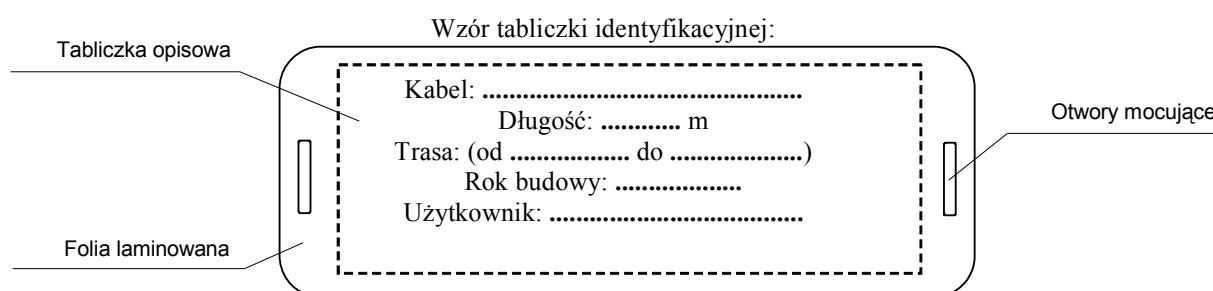 Wzór tabliczki identyfikacyjnej:
Tabliczka opisowa
Kabel: ................................................
Długość: ............ m
Otwory mocujące
Trasa: (od .................. do ....................)
Rok budowy: ...................
Użytkownik: ......................................
Folia laminowana